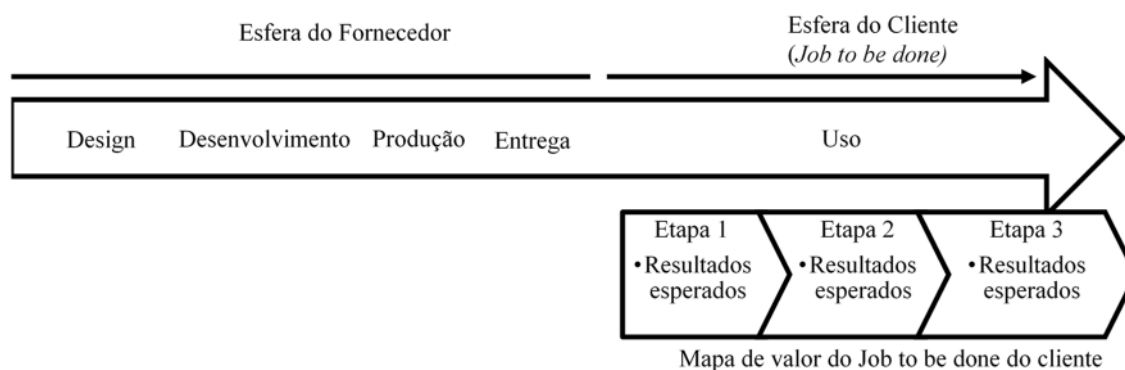 Esfera do Fornecedor
Esfera do Cliente
(Job to be done)
Design
Desenvolvimento
Produção
Entrega
Uso
Etapa 1
•Resultados
esperados
Etapa 2
•Resultados
esperados
Etapa 3
•Resultados
esperados
Mapa de valor do Job to be done do cliente